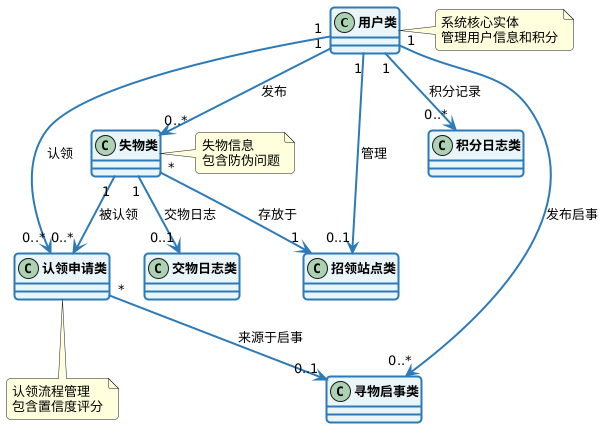 C 用户类
系统核心实体
管理用户信息和积分
1
1
1
1
1
发布
积分记录
0..*
0..*
C 失物类
失物信息
包含防伪问题
C 积分日志类
认领
管理
*
1
1
被认领
交物日志
存放于
发布启事
0..*
0..*
0..1
1
0..1
C 认领申请类
C 交物日志类
C 招领站点类
*
来源于启事
0..*
0..1
认领流程管理
包含置信度评分
C 寻物启事类